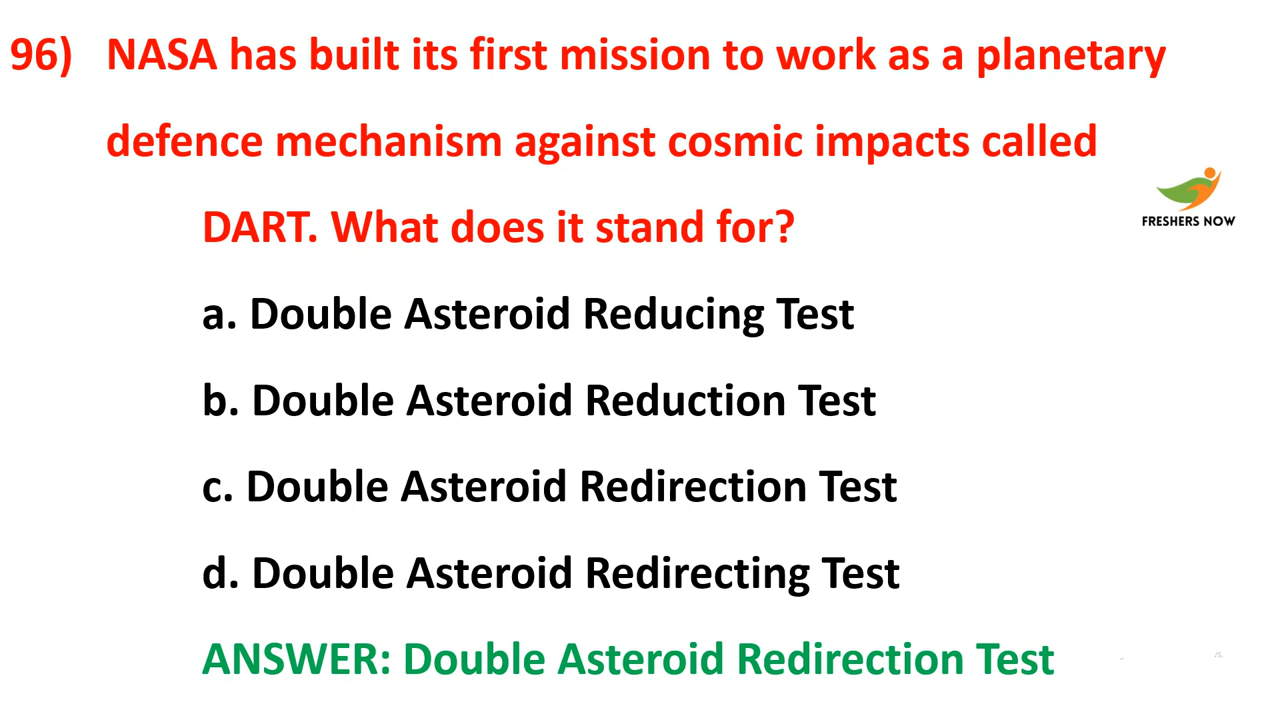 96) NASA has built its first mission to work as a planetary
defence mechanism against cosmic impacts called
DART. What does it stand for?
FRESHERS NOW
a. Double Asteroid Reducing Test
b. Double Asteroid Reduction Test
c. Double Asteroid Redirection Test
d. Double Asteroid Redirecting Test
ANSWER: Double Asteroid Redirection Test